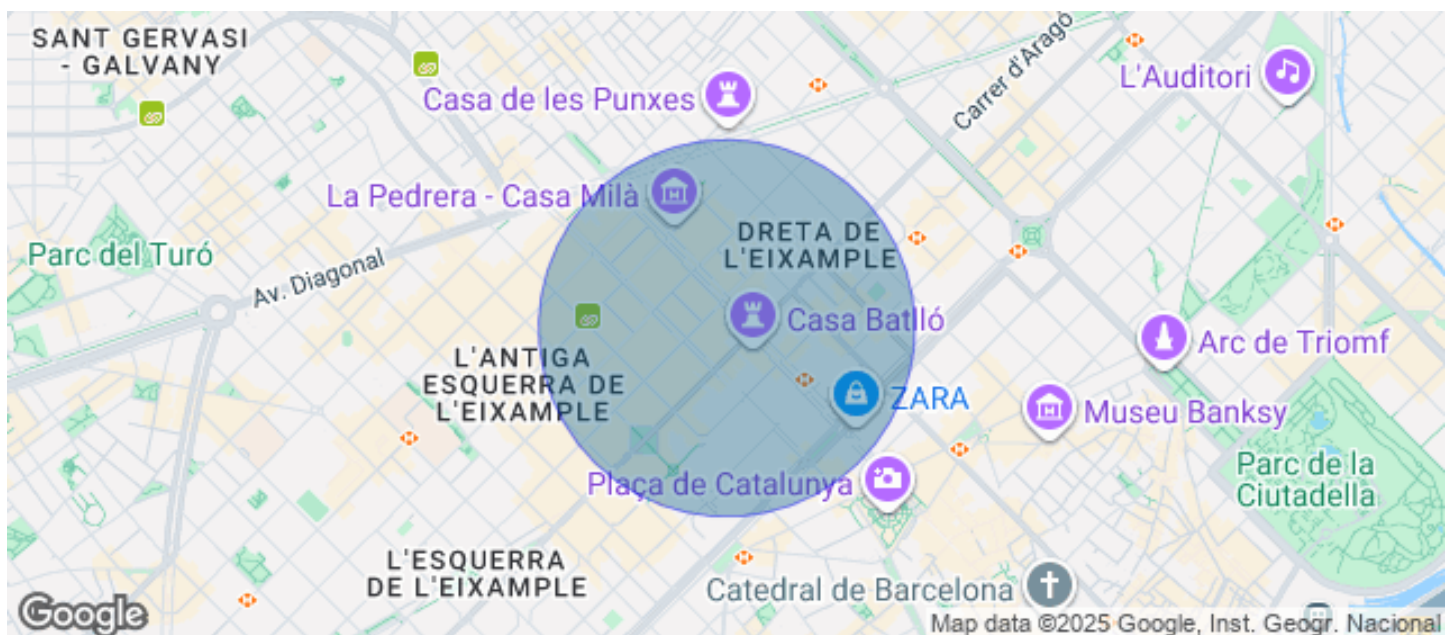 SANT GERVASI
- GALVANY
Casa de les Punxes
Carrer d'Aragó
L'Auditori
La Pedrera - Casa Milà
DRETA DE
L'EIXAMPLE
Parc del Turó
Av. Diagonal
Casa Batlló
Arc de Triomf
L'ANTIGA
ESQUERRA DE
L'EIXAMPLE
ZARA
Museu Banksy
Plaça de Catalunya
Parc de la
Ciutadella
L'ESQUERRA
DE L'EIXAMPLE
Catedral de Barcelona
Google
Map data ©2025 Google, Inst. Geogr. Nacional